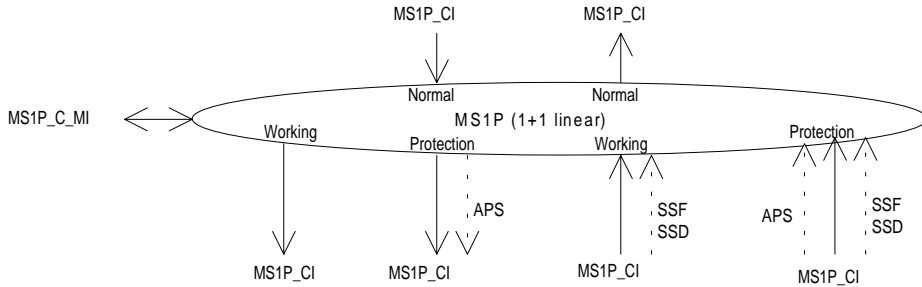 MS1P_CI MS1P_CI
Normal Normal
MS1P_C_MI
MS1P (1+1 linear)
Working Protection Working Protection
APS SSF APS SSF
SSD SSD
MS1P_CI MS1P_CI MS1P_CI MS1P_CI